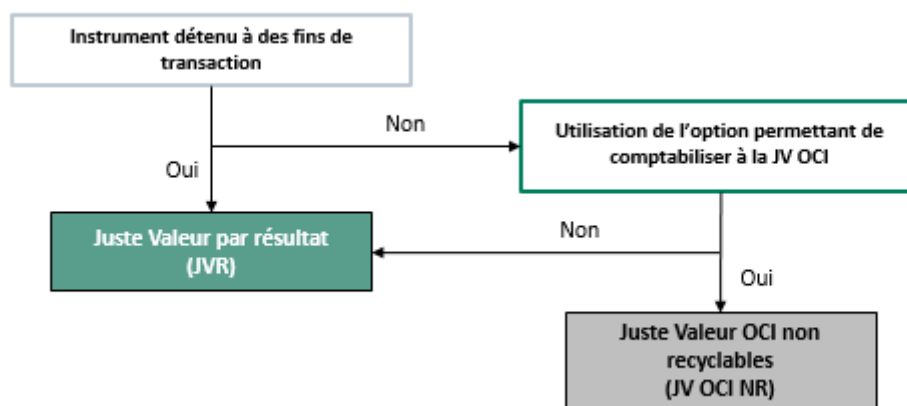 Instrument détenu à des fins de
transaction
Non
Utilisation de l'option permettant de
comptabiliser à la JV OCI
Oui
Juste Valeur par résultat
(JVR)
Non
Oui
Juste Valeur OCI non
recyclables
(JV OCI NR)